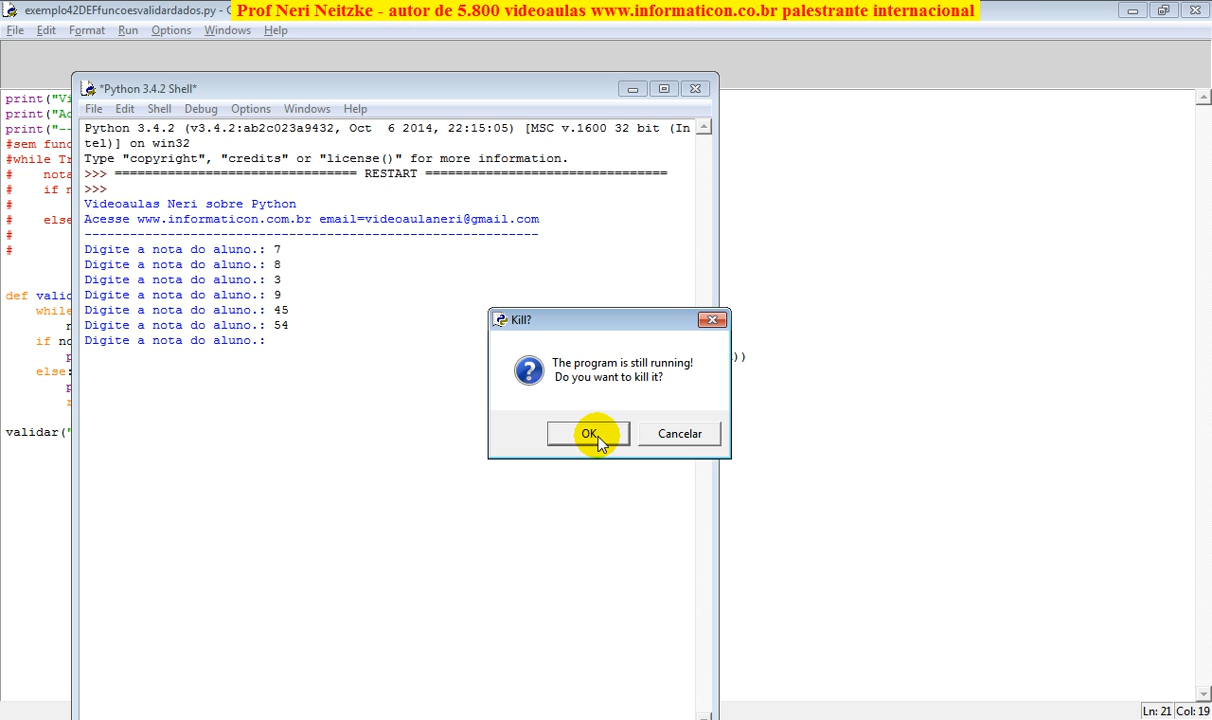 exemplo42DEFfuncoesvalidardados.py - C
Prof Neri Neitzke - autor de 5.800 videoaulas www.informaticon.co.br palestrante internacional
File Edit Format Run Options Windows Help
*Python 3.4.2 Shell*
File Edit Shell Debug Options Windows Help
Python 3.4.2 (v3.4.2:ab2c023a9432, Oct  6 2014, 22:15:05) [MSC v.1600 32 bit (In
tel)] on win32
Type "copyright", "credits" or "license()" for more information.
>>> ================================ RESTART ================================
>>>
Videoaulas Neri sobre Python
Acesse www.informaticon.com.br email=videoaulaneri@gmail.com
------------------------------------------------------------
Digite a nota do aluno.: 7
Digite a nota do aluno.: 8
Digite a nota do aluno.: 3
Digite a nota do aluno.: 9
Digite a nota do aluno.: 45
Digite a nota do aluno.: 54
Digite a nota do aluno.:
print("Vi
print("Ac
print("--
#sem func
#while Tr
#    nota
#    if n
#
#    else
#
#
def valid
while
n
if no
p
else:
p
validar("
))
Kill?
The program is still running!
Do you want to kill it?
OK
Cancelar
Ln: 21 Col: 19